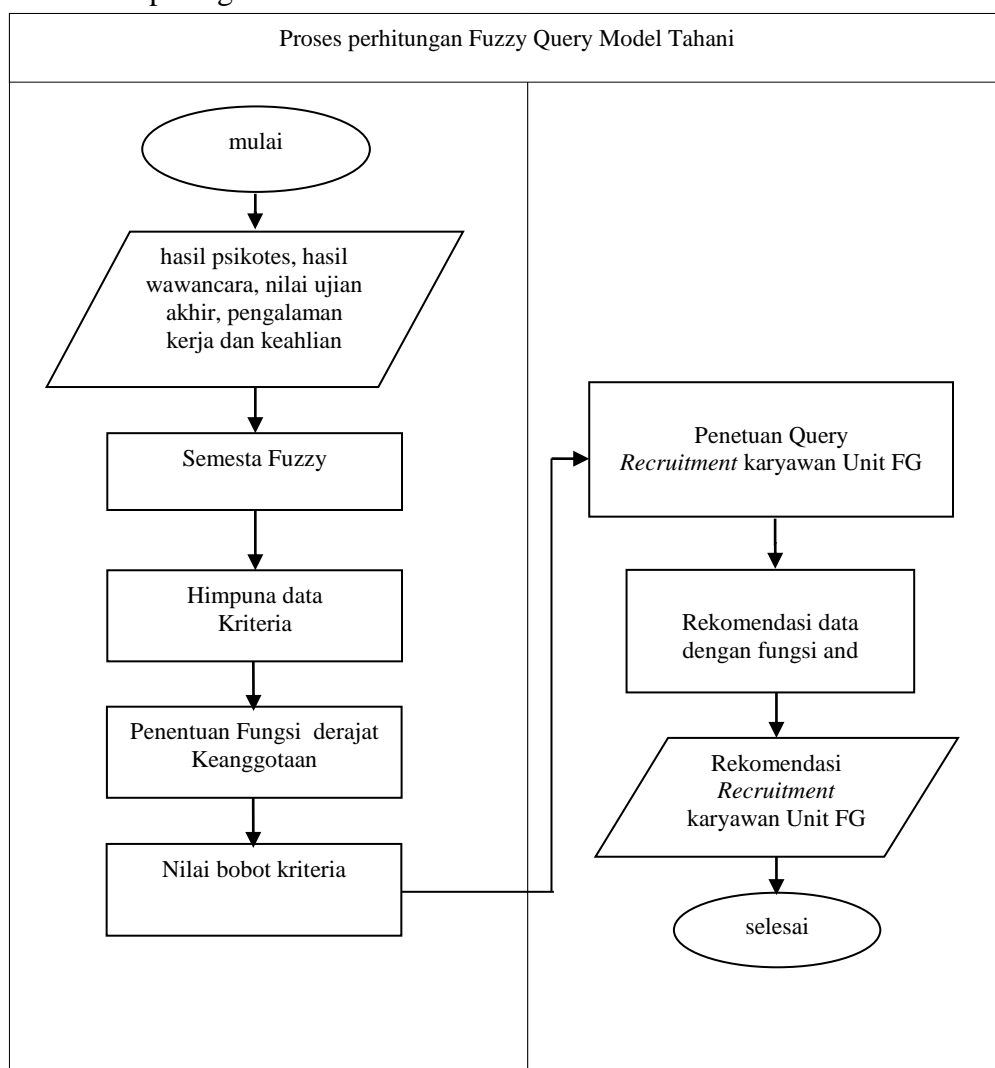 Proses perhitungan Fuzzy Query Model Tahani
mulai
hasil psikotes, hasil
wawancara, nilai ujian
akhir, pengalaman
kerja dan keahlian
Semesta Fuzzy
Himpuna data
Kriteria
Penentuan Fungsi derajat
Keanggotaan
Nilai bobot kriteria
Penetuan Query
Recruitment karyawan Unit FG
Rekomendasi data
dengan fungsi and
Rekomendasi
Recruitment
karyawan Unit FG
selesai